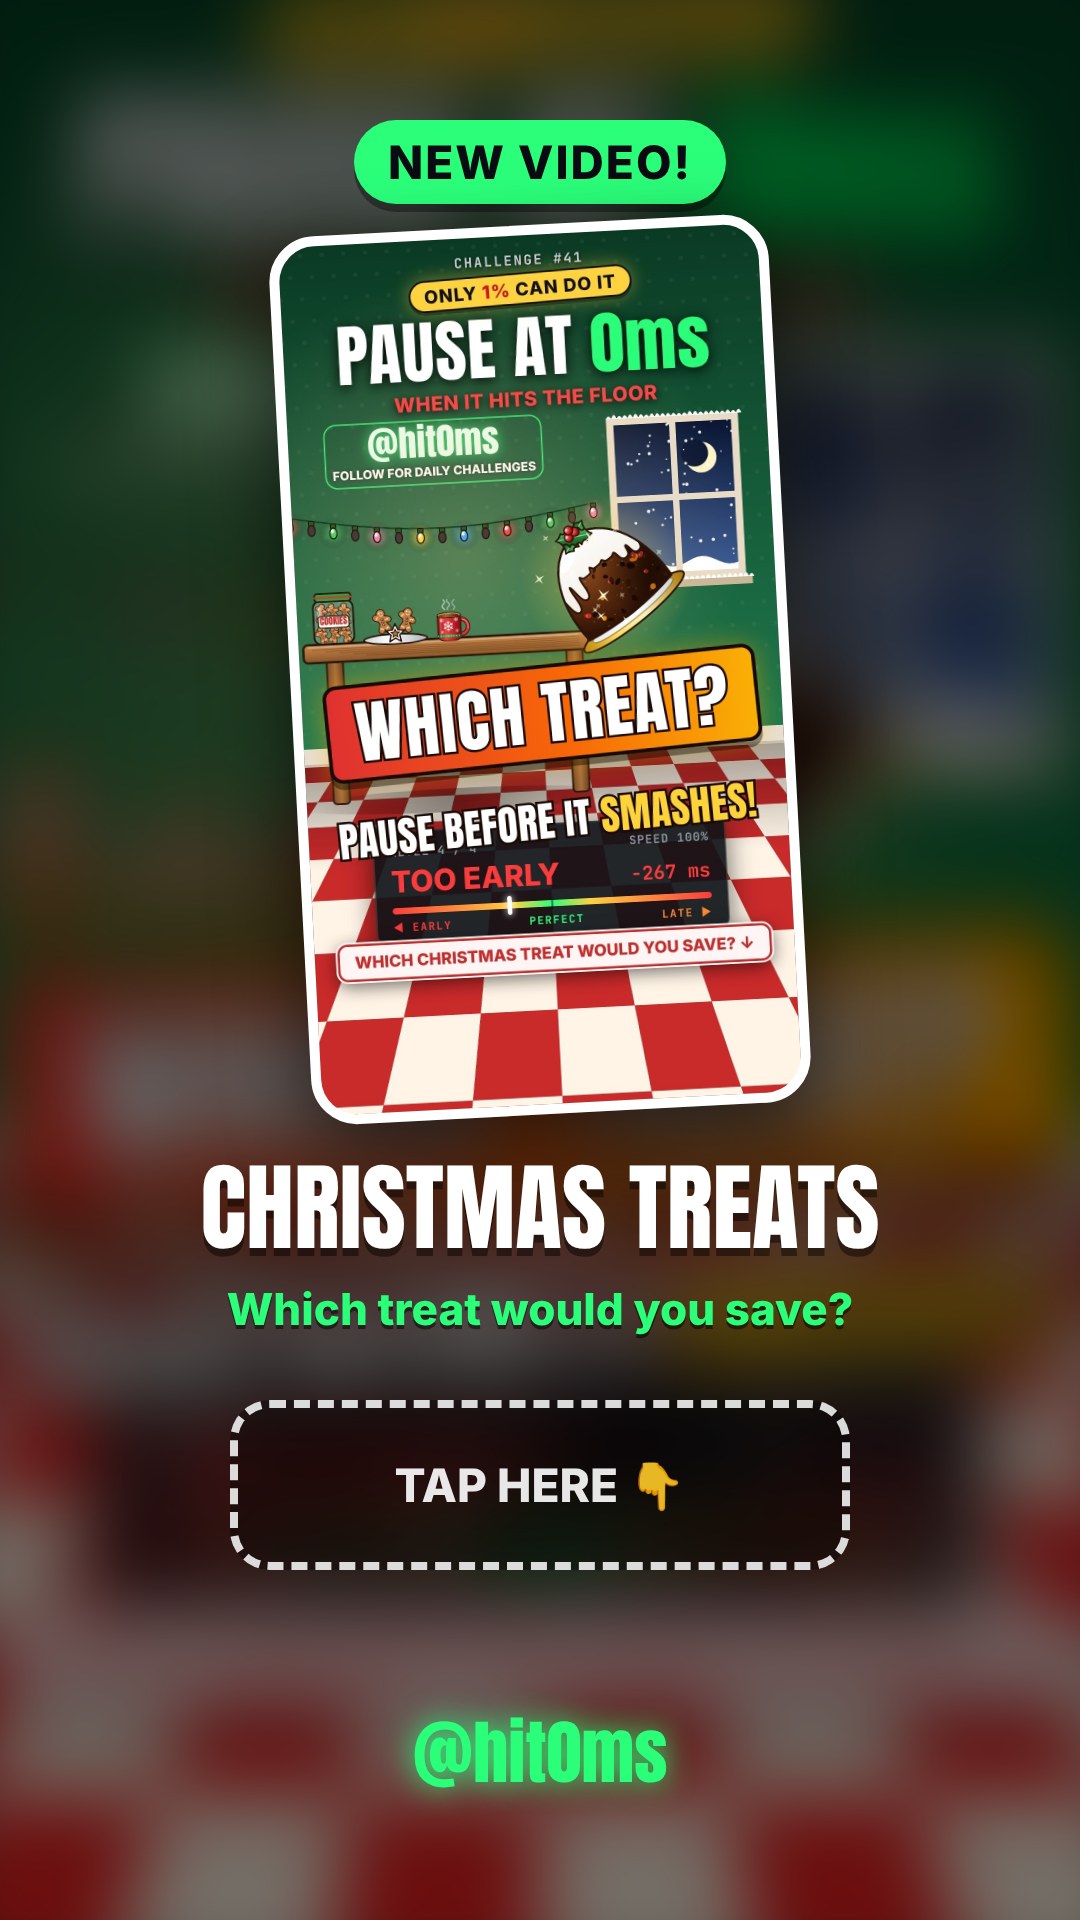 NEW VIDEO!
CHALLENGE #41
ONLY 1% CAN DO IT
PAUSE AT 0ms
WHEN IT HITS THE FLOOR
@hit0ms
FOLLOW FOR DAILY CHALLENGES
COOKIES
WHICH TREAT?
PAUSE BEFORE IT SMASHES!
SPEED 100%
TOO EARLY
-267 ms
◀ EARLY
PERFECT
LATE ▶
WHICH CHRISTMAS TREAT WOULD YOU SAVE? ↓
CHRISTMAS TREATS
Which treat would you save?
TAP HERE 👇
@hit0ms